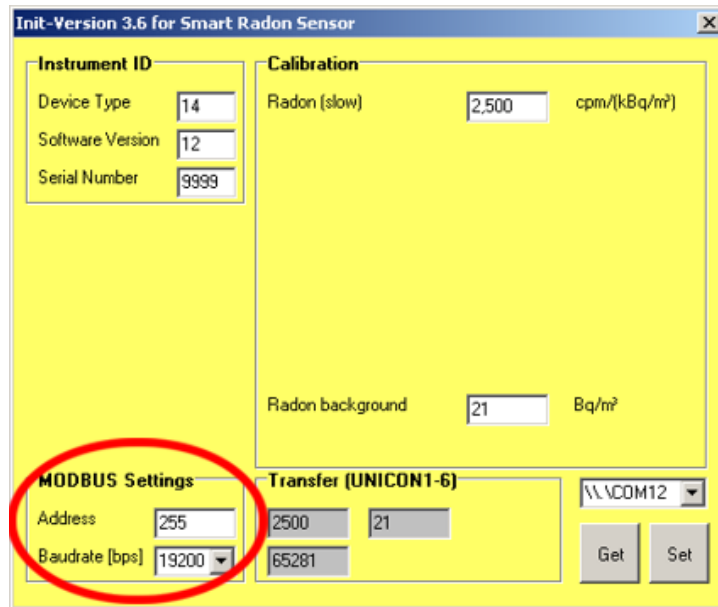 Init-Version 3.6 for Smart Radon Sensor
Instrument ID
Device Type 14
Software Version 12
Serial Number 9999
Calibration
Radon (slow) 2,500 cpm/(kBq/m³)
Radon background 21 Bq/m³
MODBUS Settings
Address 255
Baudrate [bps] 19200
Transfer (UNICON1-6)
2500 21
65281
\\.\COM12
Get Set